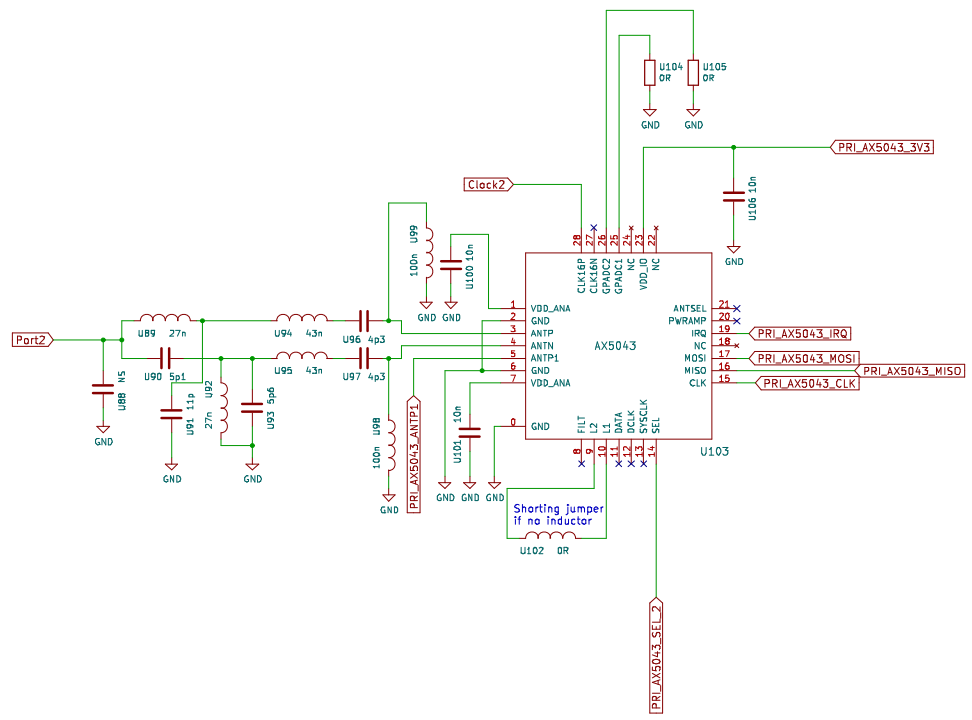 U104
0R
U105
0R
GND
GND
PRI_AX5043_3V3
Clock2
U106 10n
GND
28
27
26
25
24
23
22
CLK16P
CLK16N
GPADC2
GPADC1
NC
VDD_IO
NC
U99
100n
U100 10n
GND
GND
1 VDD_ANA
2 GND
3 ANTP
4 ANTN
5 ANTP1
6 GND
7 VDD_ANA
0 GND
AX5043
ANTSEL 21
PWRAMP 20
IRQ 19
NC 18
MOSI 17
MISO 16
CLK 15
PRI_AX5043_IRQ
PRI_AX5043_MOSI
PRI_AX5043_MISO
PRI_AX5043_CLK
Port2
U89 27n
U94 43n
U96 4p3
U90 5p1
U95 43n
U97 4p3
U88 NS
GND
U91 11p
GND
U92
27n
U93 6p6
GND
U98
100n
GND
PRI_AX5043_ANTP1
U101 10n
GND
GND
GND
FILT
L2
L1
DATA
DCLK
SYSCLK
SEL
8
9
10
11
12
13
14
U103
Shorting jumper
if no inductor
U102 0R
PRI_AX5043_SEL_2